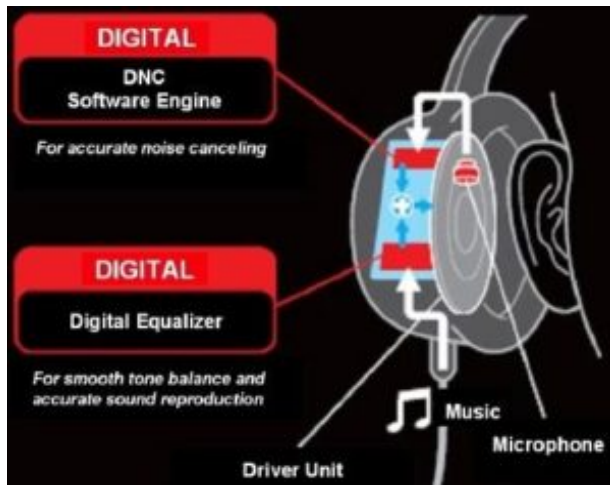 DIGITAL
DNC
Software Engine
For accurate noise canceling
DIGITAL
Digital Equalizer
For smooth tone balance and
accurate sound reproduction
Music
Microphone
Driver Unit